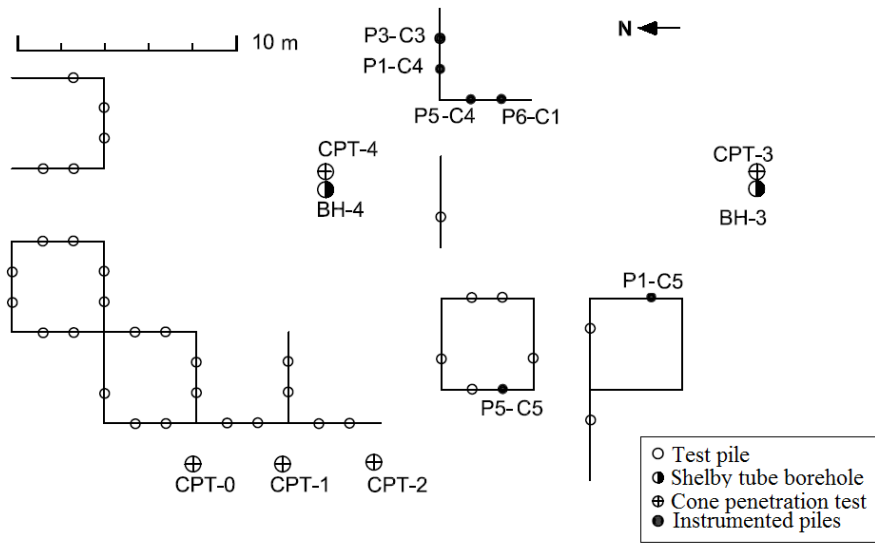 10 m
P3-C3
N
P1-C4
P5-C4
P6-C1
CPT-4
BH-4
CPT-3
BH-3
P1-C5
P5-C5
CPT-0
CPT-1
CPT-2
Test pile
Shelby tube borehole
Cone penetration test
Instrumented piles